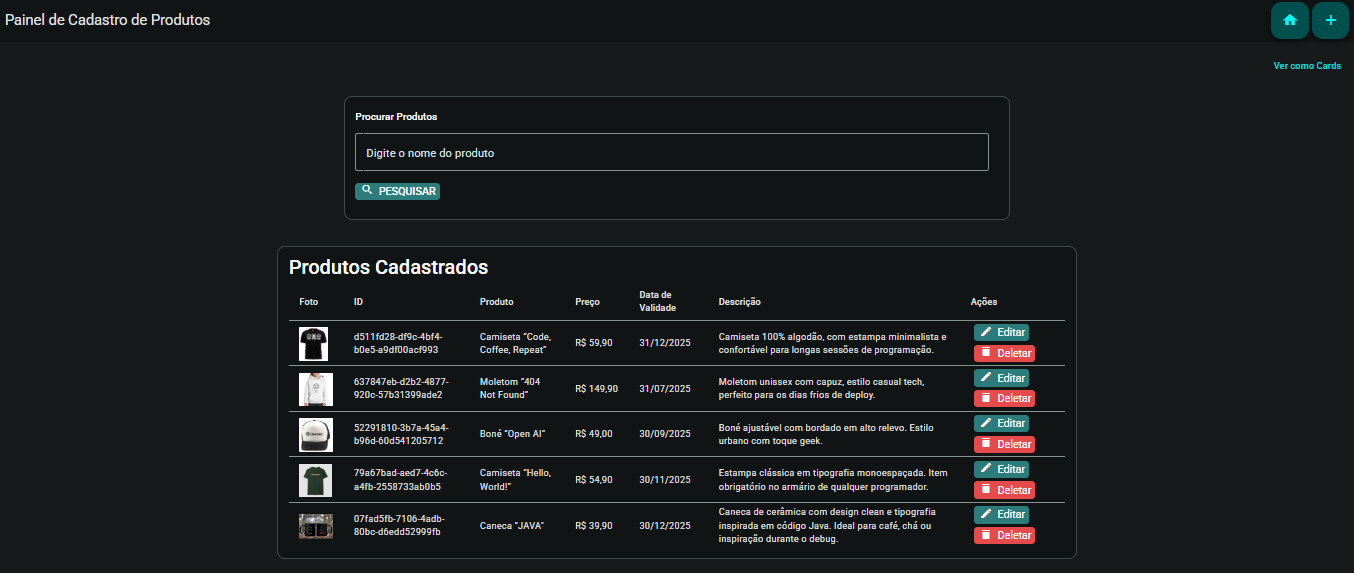 Painel de Cadastro de Produtos
Ver como Cards
Procurar Produtos
Digite o nome do produto
PESQUISAR
Produtos Cadastrados
Foto ID Produto Preço Data de Validade Descrição Ações
d511fd28-df9c-4bf4-
b0e5-a9df00acf993
Camiseta “Code,
Coffee, Repeat”
R$ 59,90
31/12/2025
Camiseta 100% algodão, com estampa minimalista e
confortável para longas sessões de programação.
Editar
Deletar
637847eb-d2b2-4877-
920c-57b31399ade2
Moletom “404
Not Found”
R$ 149,90
31/07/2025
Moletom unissex com capuz, estilo casual tech,
perfeito para os dias frios de deploy.
Editar
Deletar
52291810-3b7a-45a4-
b96d-60d541205712
Boné “Open AI”
R$ 49,00
30/09/2025
Boné ajustável com bordado em alto relevo. Estilo
urbano com toque geek.
Editar
Deletar
79a67bad-aed7-4c6c-
a4fb-2558733ab0b5
Camiseta “Hello,
World!”
R$ 54,90
30/11/2025
Estampa clássica em tipografia monoespaçada. Item
obrigatório no armário de qualquer programador.
Editar
Deletar
07fad5fb-7106-4adb-
80bc-d6edd52999fb
Caneca “JAVA”
R$ 39,90
30/12/2025
Caneca de cerâmica com design clean e tipografia
inspirada em código Java. Ideal para café, chá ou
inspiração durante o debug.
Editar
Deletar